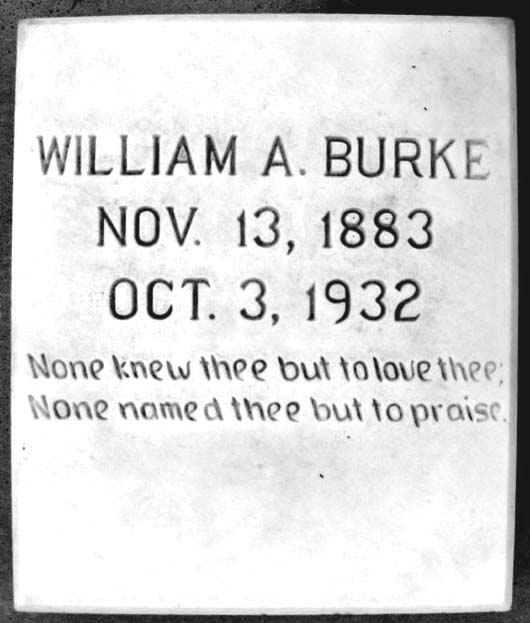 WILLIAM A. BURKE
NOV. 13, 1883
OCT. 3, 1932
None knew thee but to love thee;
None named thee but to praise.